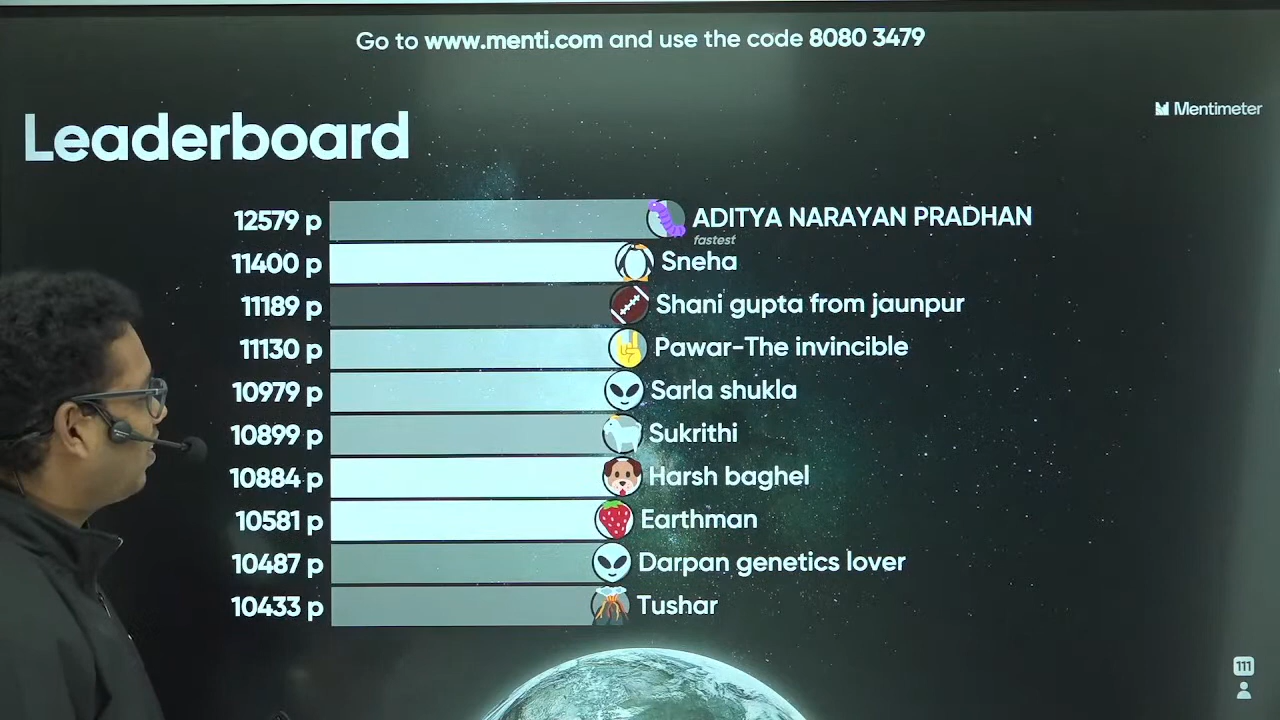 Go to www.menti.com and use the code 8080 3479
Mentimeter
Leaderboard
12579 p ADITYA NARAYAN PRADHAN
fastest
11400 p Sneha
11189 p Shani gupta from jaunpur
11130 p Pawar-The invincible
10979 p Sarla shukla
10899 p Sukrithi
10884 p Harsh baghel
10581 p Earthman
10487 p Darpan genetics lover
10433 p Tushar
111